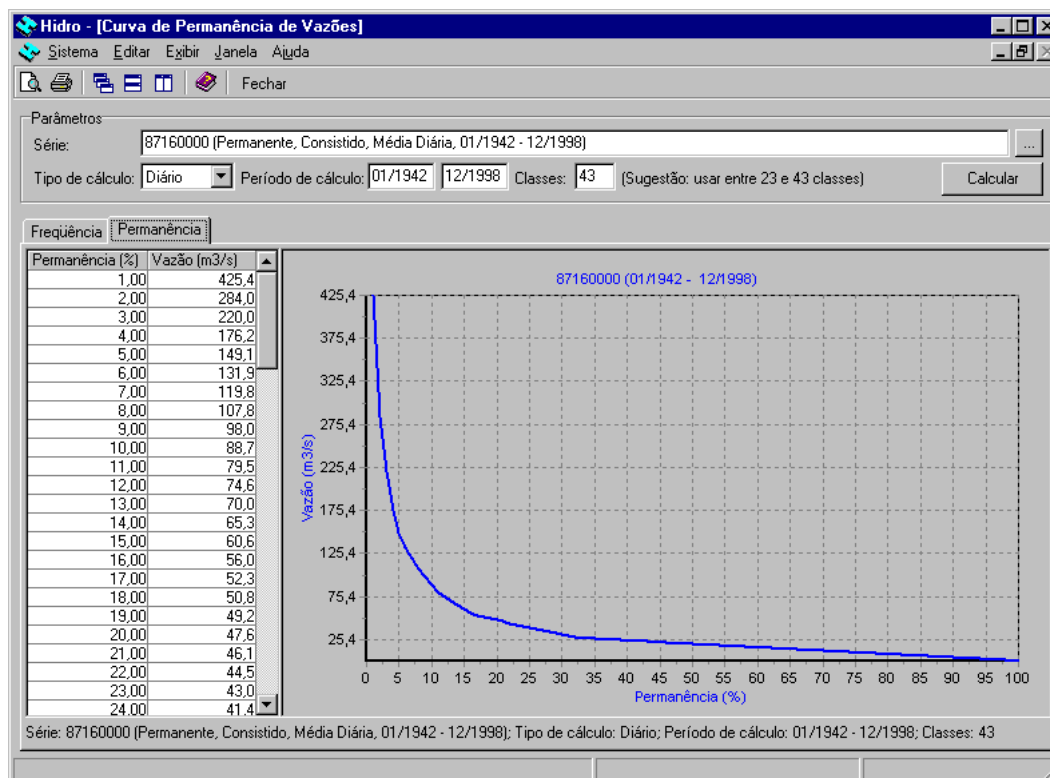 Hidro - [Curva de Permanência de Vazões]
Sistema Editar Exibir Janela Ajuda
Fechar
Parâmetros
Série: 87160000 (Permanente, Consistido, Média Diária, 01/1942 - 12/1998) ...
Tipo de cálculo: Diário Período de cálculo: 01/1942 12/1998 Classes: 43 (Sugestão: usar entre 23 e 43 classes) Calcular
Freqüência Permanência
Permanência (%) Vazão (m3/s)
1,00 425,4
2,00 284,0
3,00 220,0
4,00 176,2
5,00 149,1
6,00 131,9
7,00 119,8
8,00 107,8
9,00 98,0
10,00 88,7
11,00 79,5
12,00 74,6
13,00 70,0
14,00 65,3
15,00 60,6
16,00 56,0
17,00 52,3
18,00 50,8
19,00 49,2
20,00 47,6
21,00 46,1
22,00 44,5
23,00 43,0
24,00 41,4
87160000 (01/1942 - 12/1998)
425,4
375,4
325,4
275,4
225,4
175,4
125,4
75,4
25,4
Vazão (m3/s)
0 5 10 15 20 25 30 35 40 45 50 55 60 65 70 75 80 85 90 95 100
Permanência (%)
Série: 87160000 (Permanente, Consistido, Média Diária, 01/1942 - 12/1998); Tipo de cálculo: Diário; Período de cálculo: 01/1942 - 12/1998; Classes: 43